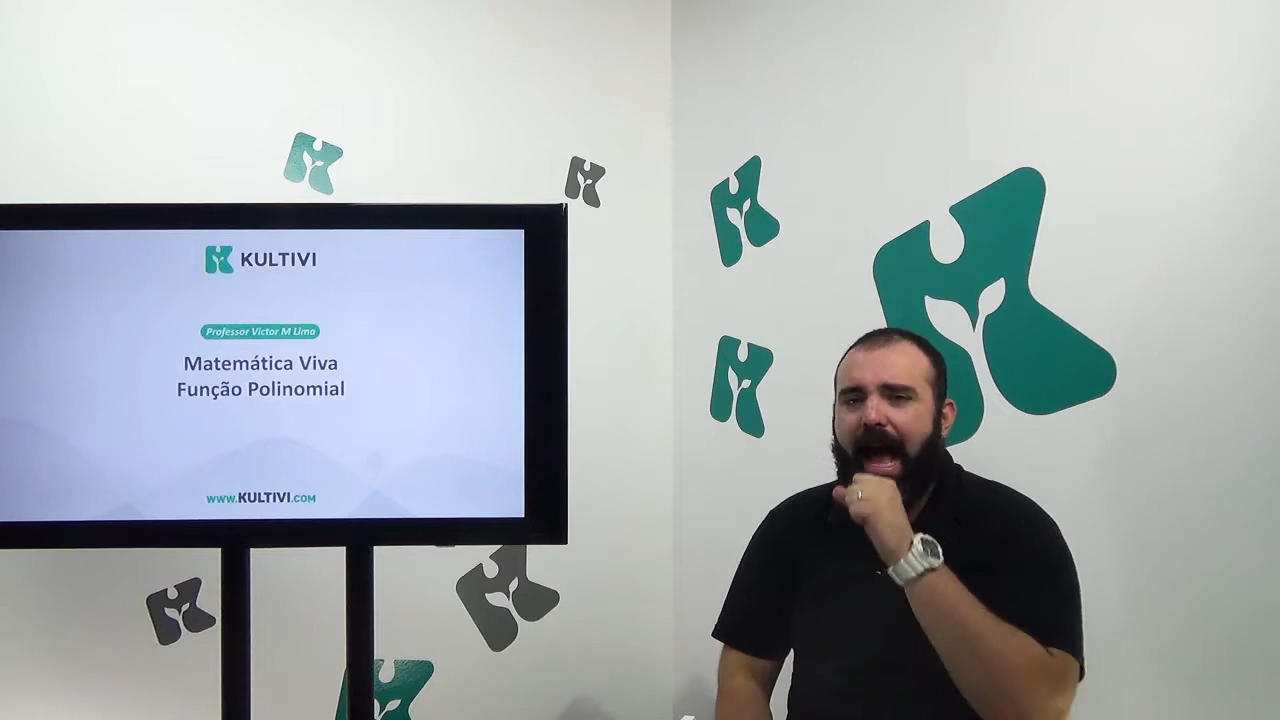 KULTIVI
Professor Victor M Lima
Matemática Viva
Função Polinomial
WWW.KULTIVI.COM